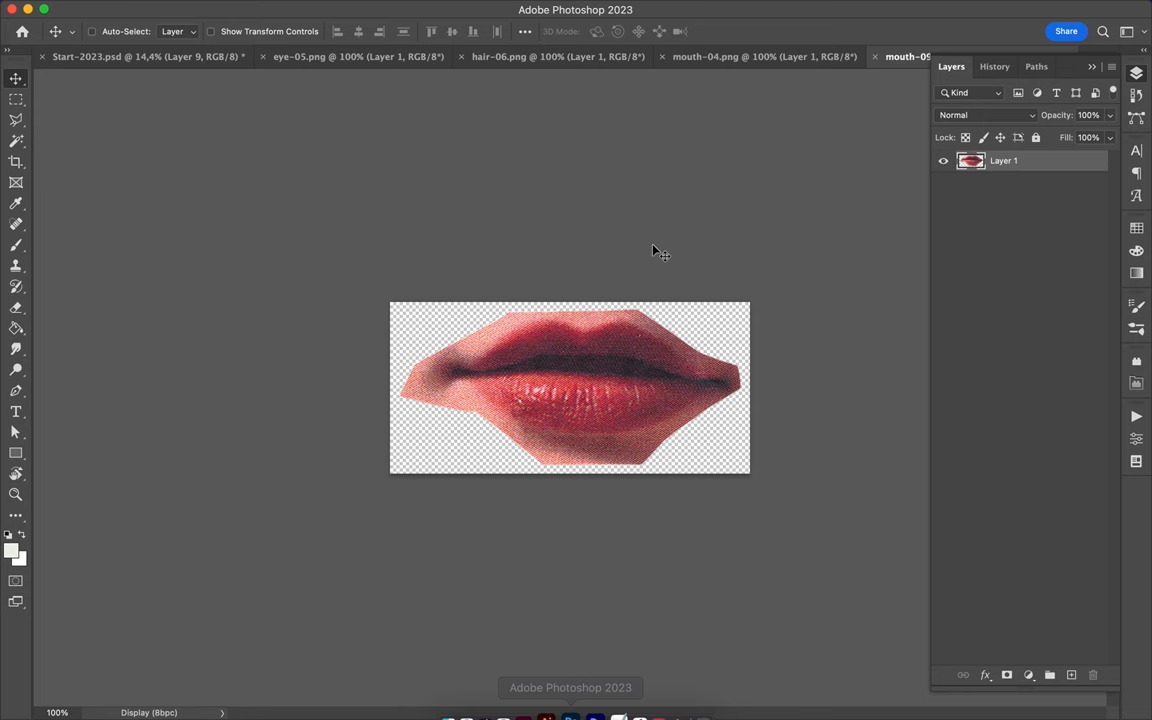 Adobe Photoshop 2023
Auto-Select: Layer Show Transform Controls 3D Mode: Share
Start-2023.psd @ 14,4% (Layer 9, RGB/8) * eye-05.png @ 100% (Layer 1, RGB/8*) hair-06.png @ 100% (Layer 1, RGB/8*) mouth-04.png @ 100% (Layer 1, RGB/8*) mouth-09
Layers History Paths
Kind
Normal Opacity: 100%
Lock: Fill: 100%
Layer 1
Adobe Photoshop 2023
100% Display (8bpc)